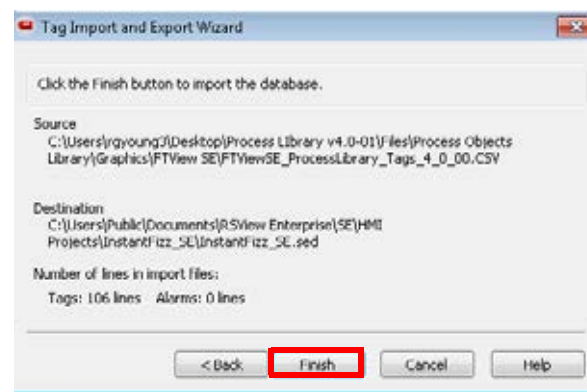 Tag Import and Export Wizard
Click the Finish button to import the database.
Source
C:\Users\rgyoung3\Desktop\Process LIbrary v4.0-01\Files\Process Objects
Library\Graphics\FTView SE\FTViewSE_ProcessLibrary_Tags_4_0_00.CSV
Destination
C:\Users\Public\Documents\RSView Enterprise\SE\HMI
Projects\InstantFizz_SE\InstantFizz_SE.sed
Number of lines in import files:
Tags: 106 lines Alarms: 0 lines
< Back Finish Cancel Help